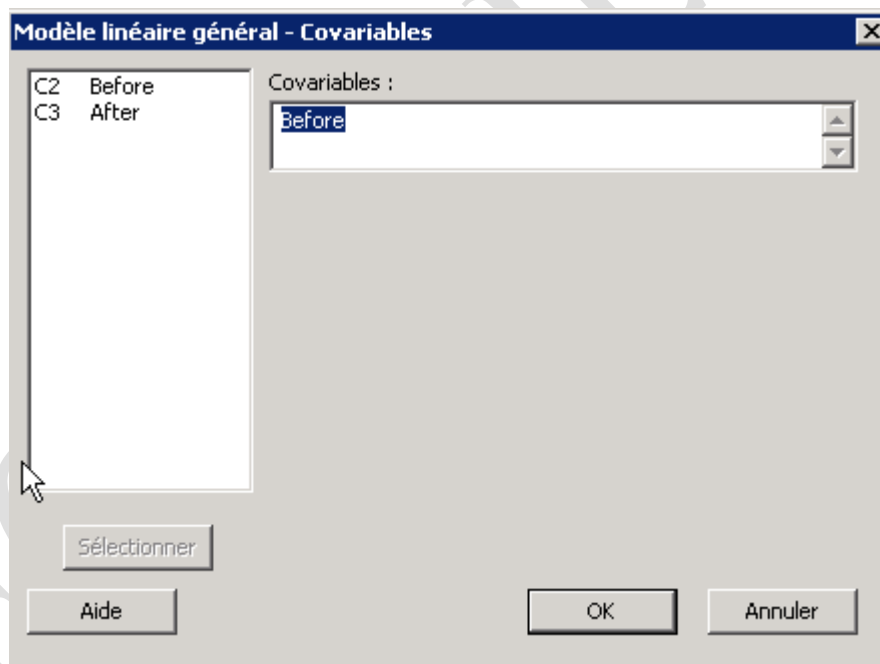 Modèle linéaire général - Covariables
C2 Before
C3 After
Covariables :
Before
Sélectionner
Aide
OK
Annuler